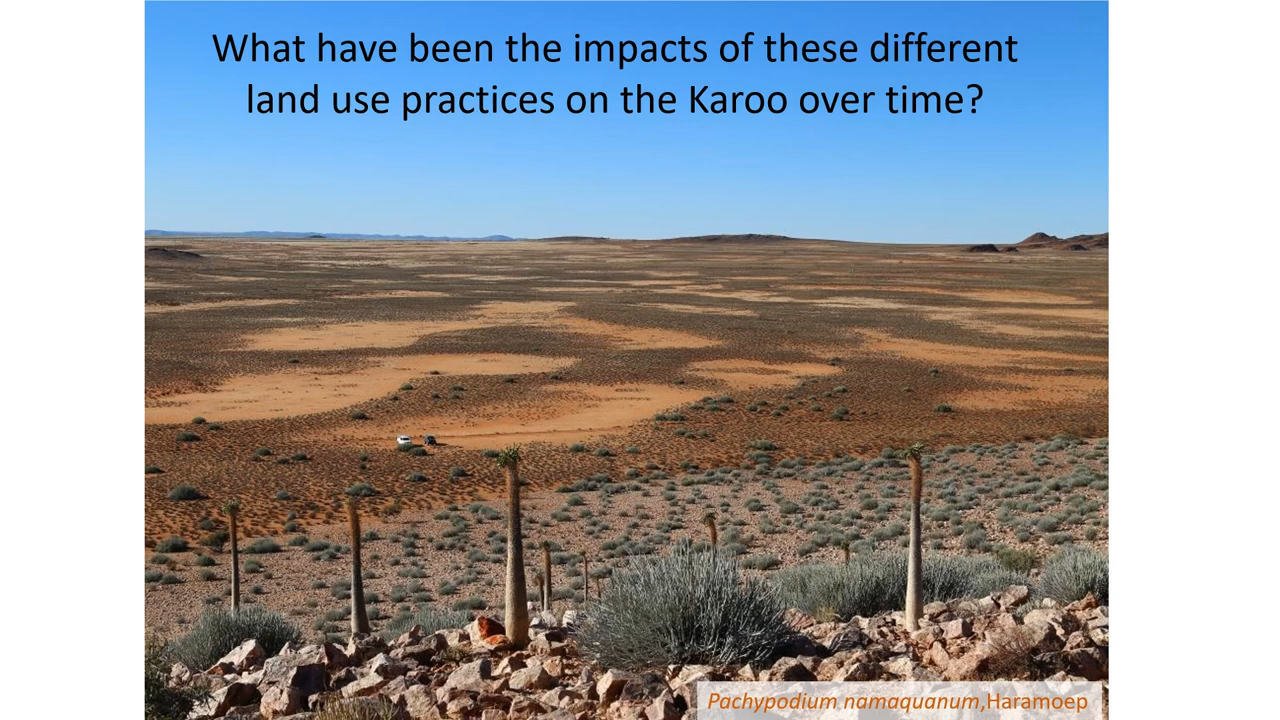 What have been the impacts of these different
land use practices on the Karoo over time?
Pachypodium namaquanum,Haramoep